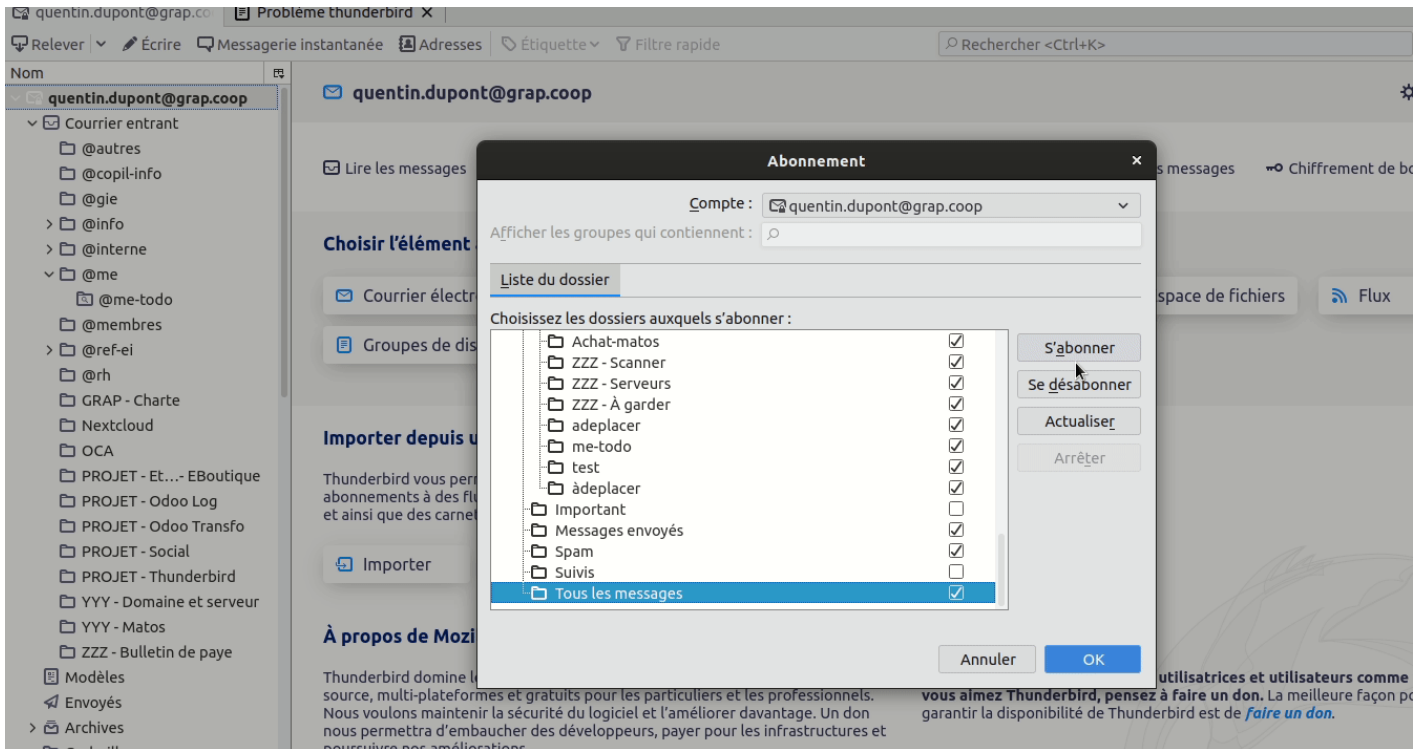 quentin.dupont@grap.co Problème thunderbird
Relever Écrire Messagerie instantanée Adresses Étiquette Filtre rapide Rechercher <Ctrl+K>
Nom
quentin.dupont@grap.coop
Courrier entrant
@autres
@copil-info
@gie
@info
@interne
@me
@me-todo
@membres
@ref-ei
@rh
GRAP - Charte
Nextcloud
OCA
PROJET - Et…- EBoutique
PROJET - Odoo Log
PROJET - Odoo Transfo
PROJET - Social
PROJET - Thunderbird
YYY - Domaine et serveur
YYY - Matos
ZZZ - Bulletin de paye
Modèles
Envoyés
Archives
quentin.dupont@grap.coop
Lire les messages
s messages
Chiffrement de bo
Choisir l'élément
Courrier électr
space de fichiers
Flux
Groupes de dis
Importer depuis u
Thunderbird vous per
abonnements à des fl
et ainsi que des carnet
Importer
À propos de Mozi
Thunderbird domine l
source, multi-plateformes et gratuits pour les particuliers et les professionnels.
Nous voulons maintenir la sécurité du logiciel et l'améliorer davantage. Un don
nous permettra d'embaucher des développeurs, payer pour les infrastructures et
poursuivre nos améliorations.
utilisatrices et utilisateurs comme
vous aimez Thunderbird, pensez à faire un don. La meilleure façon po
garantir la disponibilité de Thunderbird est de faire un don.
Abonnement
Compte : quentin.dupont@grap.coop
Afficher les groupes qui contiennent :
Liste du dossier
Choisissez les dossiers auxquels s'abonner :
Achat-matos
ZZZ - Scanner
ZZZ - Serveurs
ZZZ - À garder
adeplacer
me-todo
test
àdeplacer
Important
Messages envoyés
Spam
Suivis
Tous les messages
S'abonner
Se désabonner
Actualiser
Arrêter
Annuler
OK